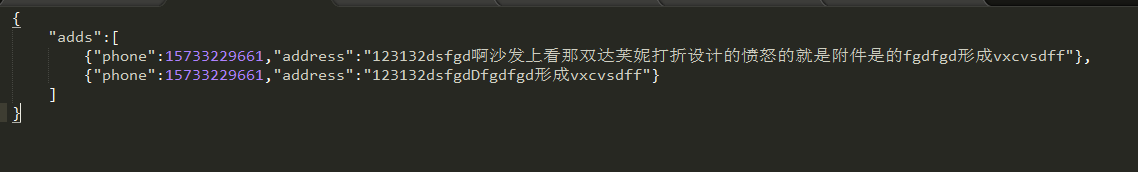 {
"adds":[
{"phone":15733229661,"address":"123132dsfgd啊沙发上看那双达芙妮打折设计的愤怒的就是附件是的fgdfgd形成vxcvsdff"},
{"phone":15733229661,"address":"123132dsfgdDfgdfgd形成vxcvsdff"}
]
}